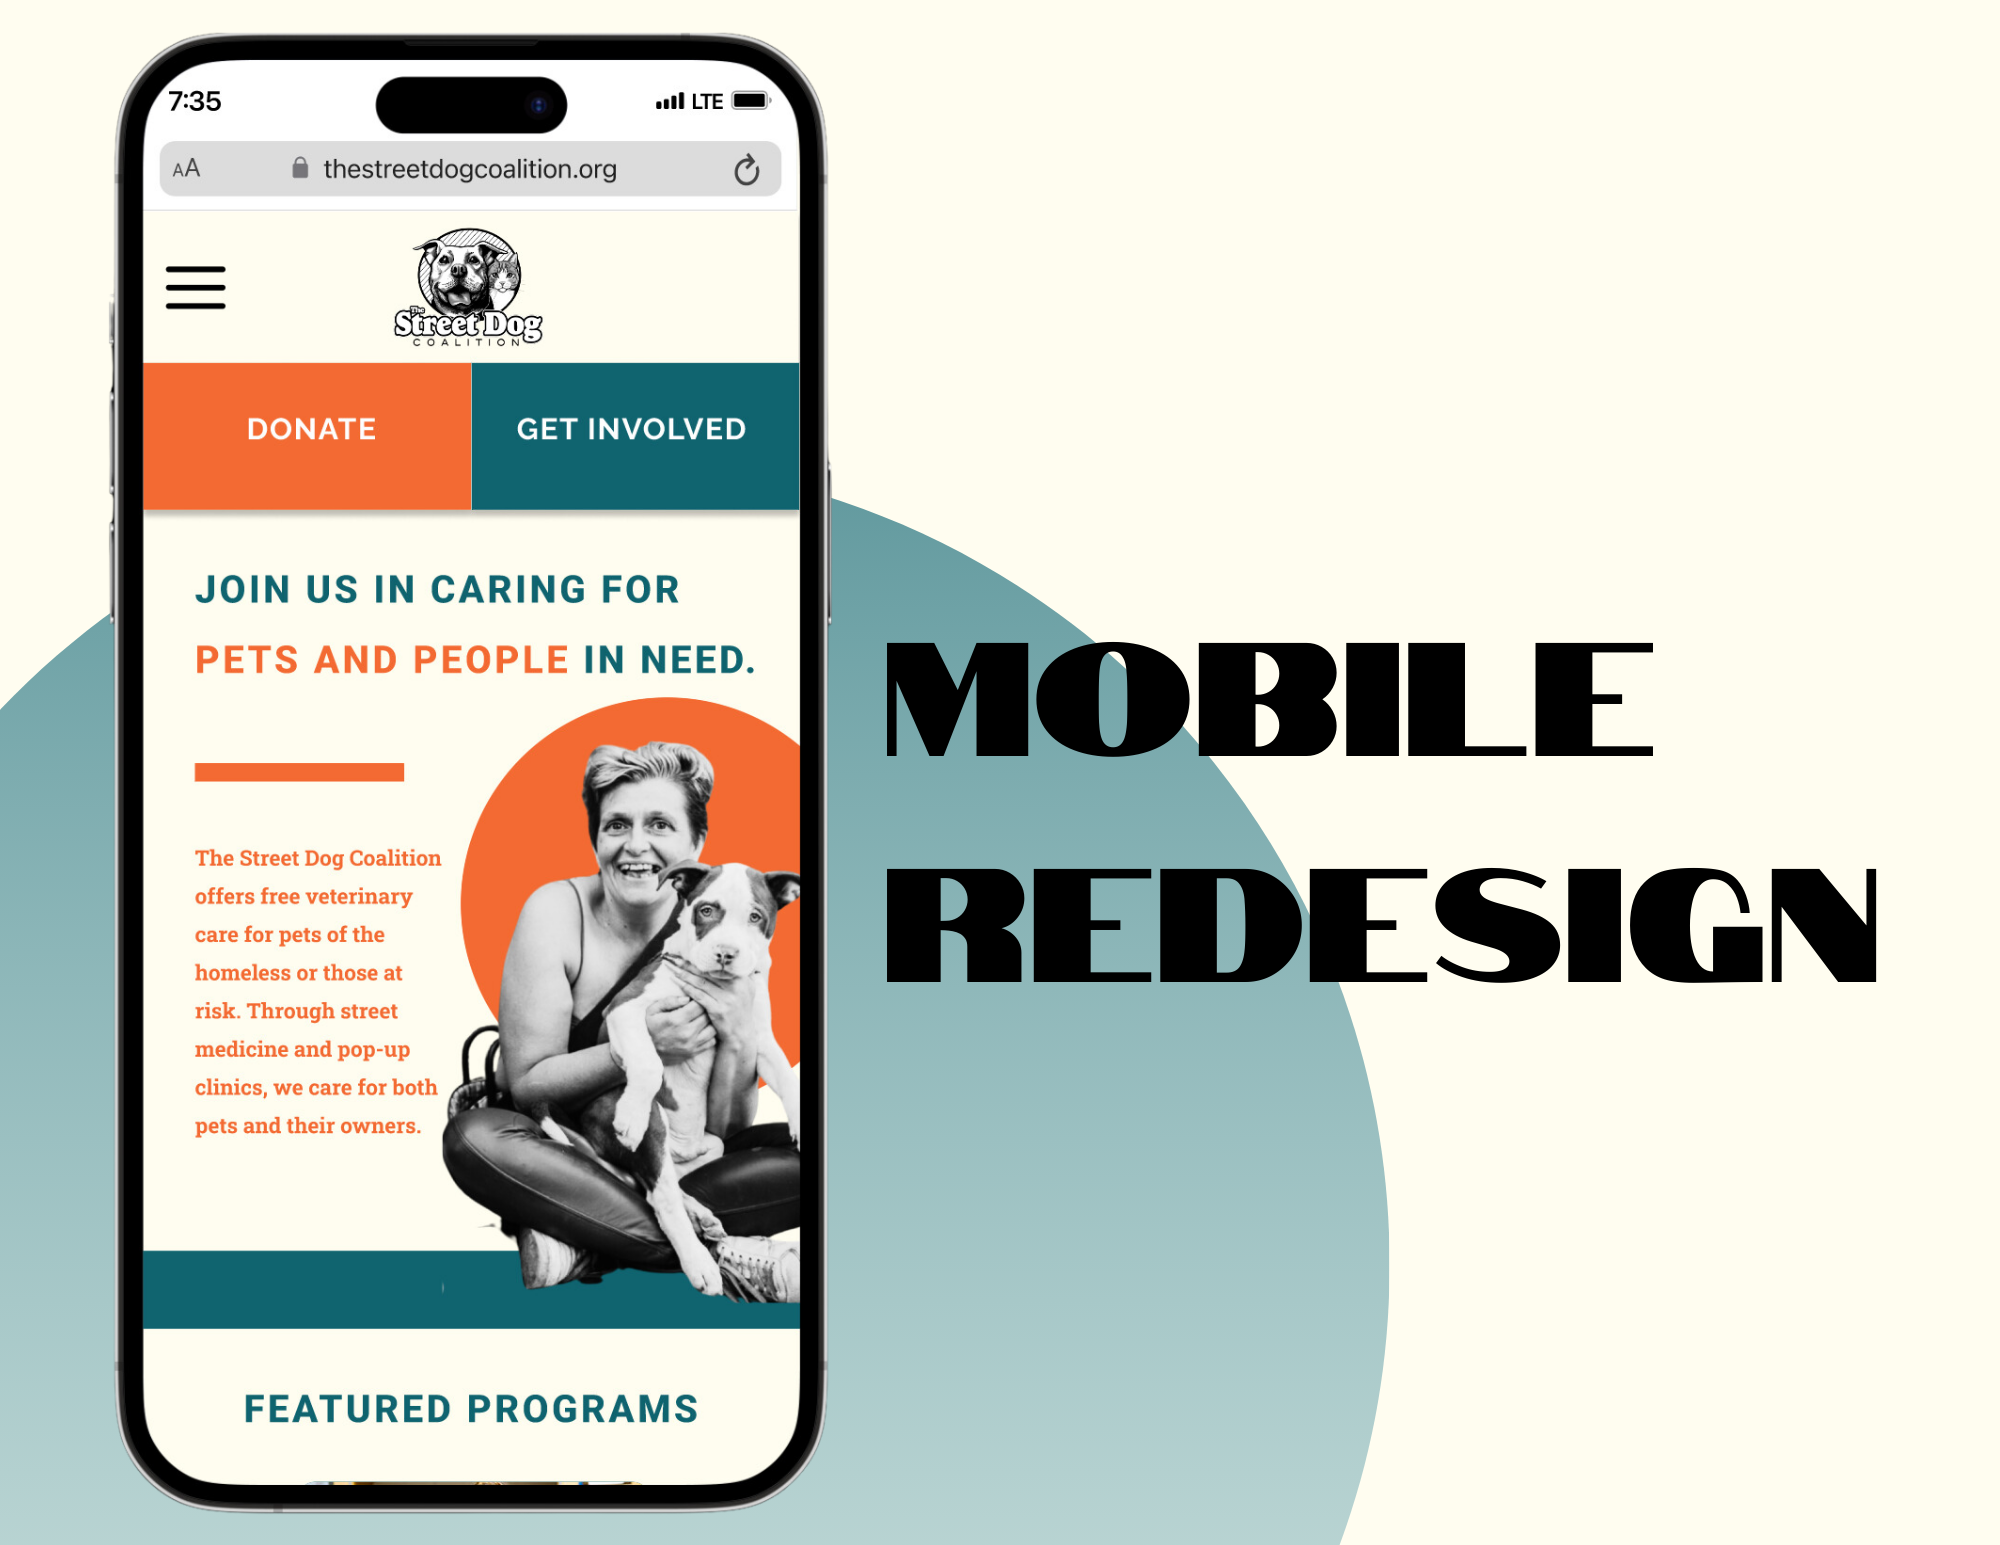 7:35
LTE
AA
thestreetdogcoalition.org
The
Street Dog
COALITION
DONATE
GET INVOLVED
JOIN US IN CARING FOR
PETS AND PEOPLE IN NEED.
The Street Dog Coalition
offers free veterinary
care for pets of the
homeless or those at
risk. Through street
medicine and pop-up
clinics, we care for both
pets and their owners.
FEATURED PROGRAMS
MOBILE
REDESIGN